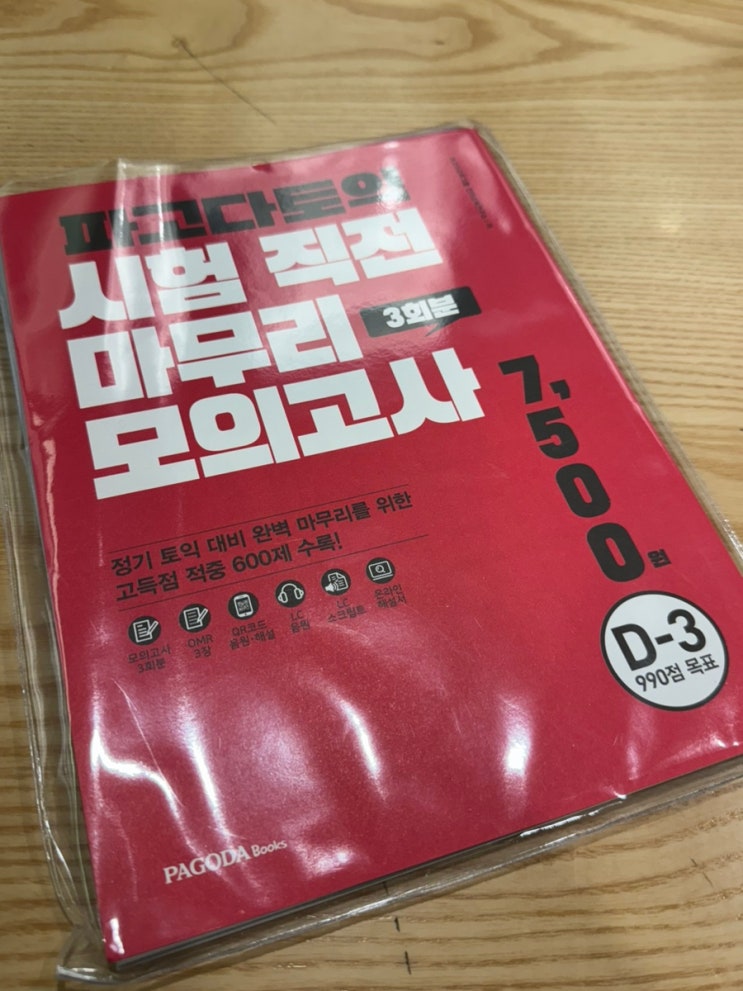 파고다토익
시험 직전
마무리 3회분
모의고사
7,500원
정기 토익 대비 완벽 마무리를 위한
고득점 적중 600제 수록!
모의고사
3회분
OMR
3장
QR코드
음원·해설
LC
음원
LC
스크립트
온라인
해설서
D-3
990점 목표
PAGODA Books